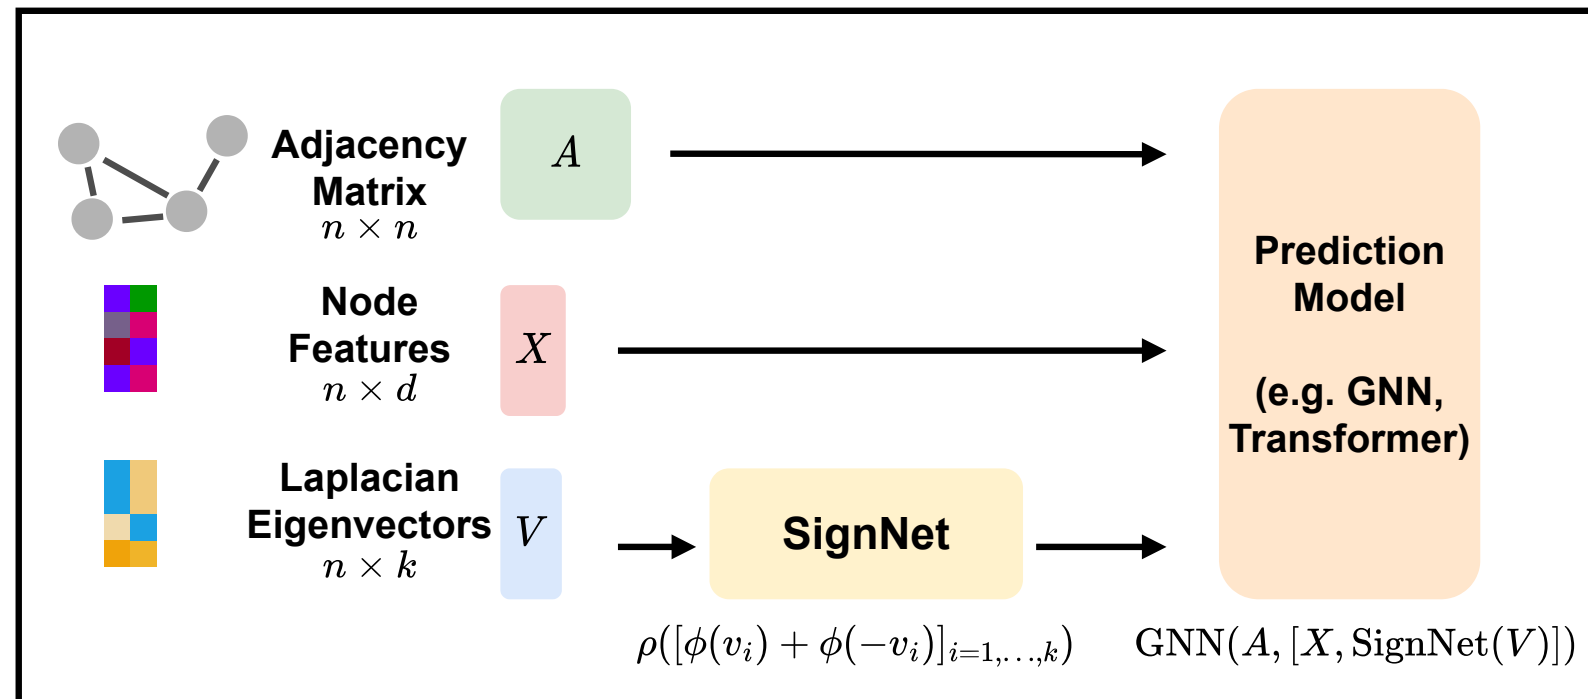 Adjacency
Matrix
n × n
A
Node
Features
n × d
X
Laplacian
Eigenvectors
n × k
V
SignNet
ρ([ϕ(v_i) + ϕ(−v_i)]_{i=1,…,k})
Prediction
Model
(e.g. GNN,
Transformer)
GNN(A, [X, SignNet(V)])